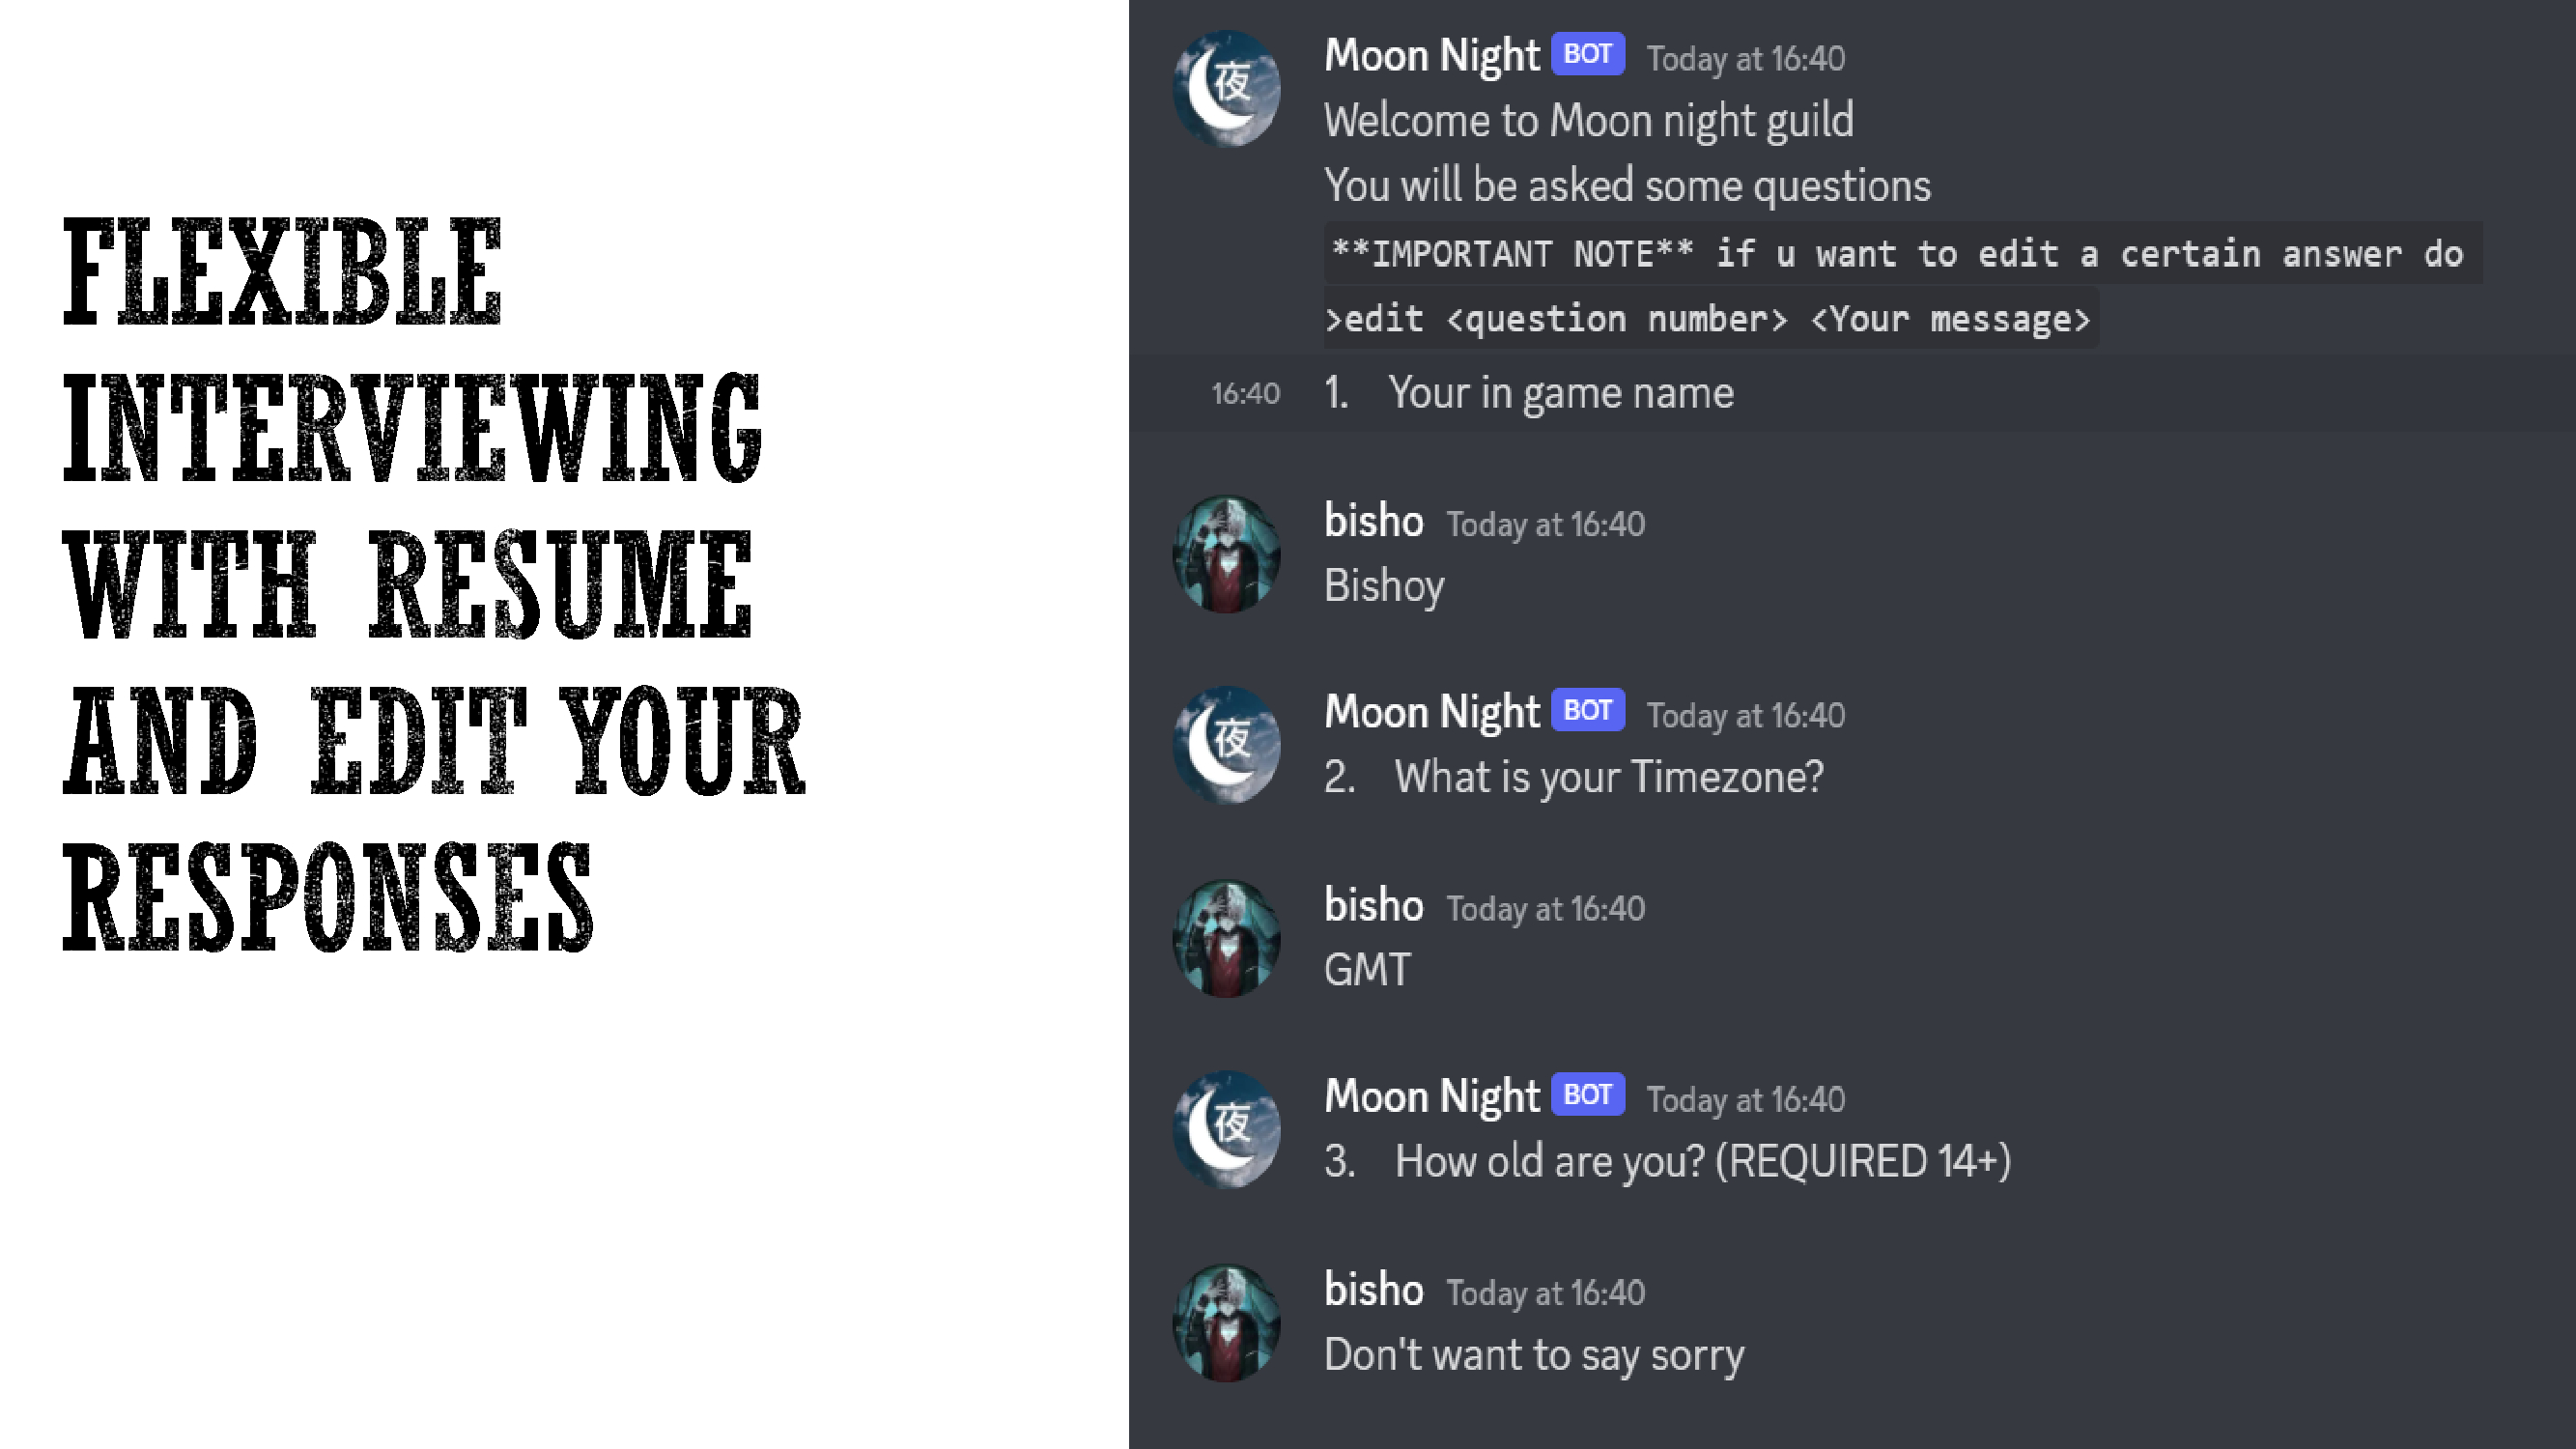 FLEXIBLE
INTERVIEWING
WITH RESUME
AND EDIT YOUR
RESPONSES
夜
Moon Night BOT Today at 16:40
Welcome to Moon night guild
You will be asked some questions
**IMPORTANT NOTE** if u want to edit a certain answer do
>edit <question number> <Your message>
16:40 1. Your in game name
bisho Today at 16:40
Bishoy
夜
Moon Night BOT Today at 16:40
2. What is your Timezone?
bisho Today at 16:40
GMT
夜
Moon Night BOT Today at 16:40
3. How old are you? (REQUIRED 14+)
bisho Today at 16:40
Don't want to say sorry